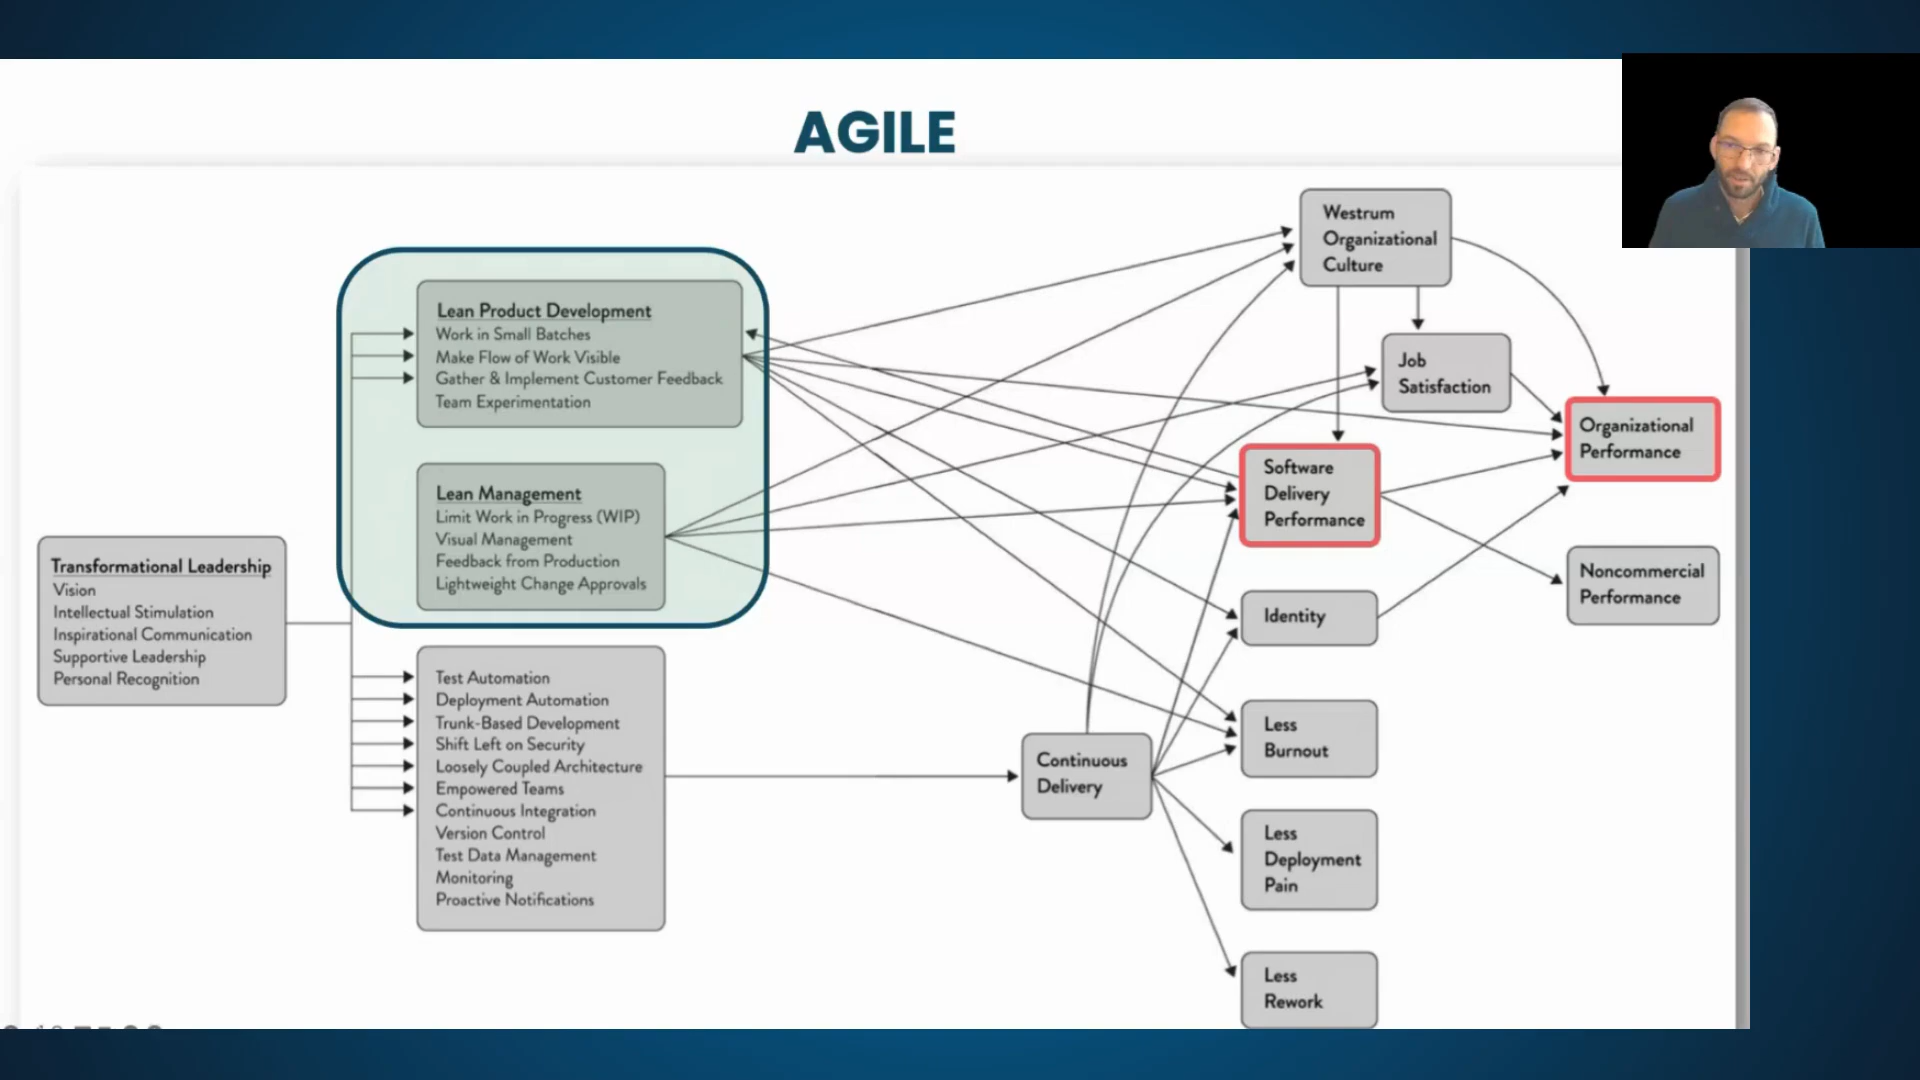 AGILE
Lean Product Development
Work in Small Batches
Make Flow of Work Visible
Gather & Implement Customer Feedback
Team Experimentation
Lean Management
Limit Work in Progress (WIP)
Visual Management
Feedback from Production
Lightweight Change Approvals
Transformational Leadership
Vision
Intellectual Stimulation
Inspirational Communication
Supportive Leadership
Personal Recognition
Test Automation
Deployment Automation
Trunk-Based Development
Shift Left on Security
Loosely Coupled Architecture
Empowered Teams
Continuous Integration
Version Control
Test Data Management
Monitoring
Proactive Notifications
Continuous
Delivery
Westrum
Organizational
Culture
Job
Satisfaction
Software
Delivery
Performance
Identity
Less
Burnout
Less
Deployment
Pain
Less
Rework
Organizational
Performance
Noncommercial
Performance